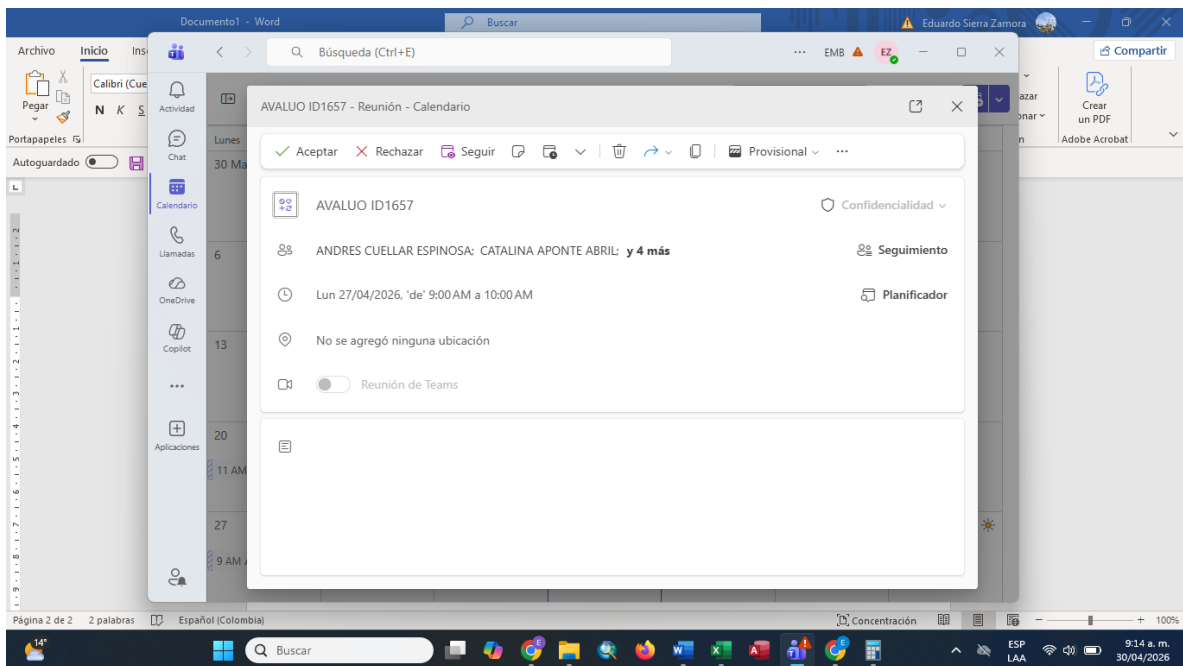 Documento1 - Word
Buscar
Eduardo Sierra Zamora
Archivo
Inicio
Ins
Compartir
Pegar
Calibri (Cue
N K S
Portapapeles
Autoguardado
azar
onar
n
Crear
un PDF
Adobe Acrobat
Búsqueda (Ctrl+E)
EMB
EZ
Actividad
Chat
Calendario
Llamadas
OneDrive
Copilot
Aplicaciones
Lunes
30 Ma
6
13
20
11 AM
27
9 AM
AVALUO ID1657 - Reunión - Calendario
Aceptar
Rechazar
Seguir
Provisional
AVALUO ID1657
Confidencialidad
ANDRES CUELLAR ESPINOSA; CATALINA APONTE ABRIL; y 4 más
Seguimiento
Lun 27/04/2026, 'de' 9:00 AM a 10:00 AM
Planificador
No se agregó ninguna ubicación
Reunión de Teams
Página 2 de 2 2 palabras Español (Colombia)
Concentración
100%
14°
Buscar
ESP
LAA
9:14 a. m.
30/04/2026